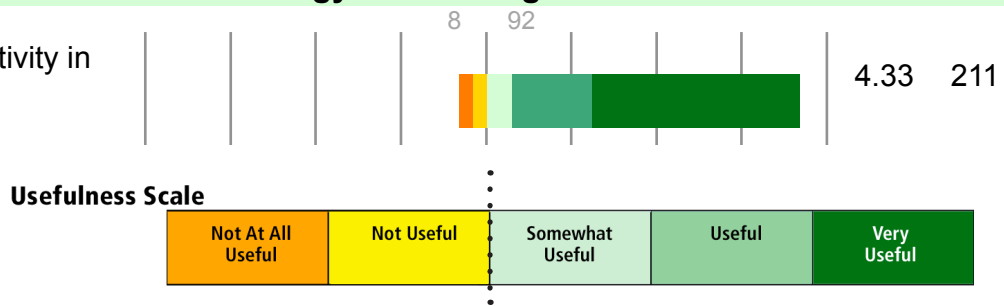 8 92
tivity in
4.33 211
Usefulness Scale
Not At All
Useful
Not Useful
Somewhat
Useful
Useful
Very
Useful